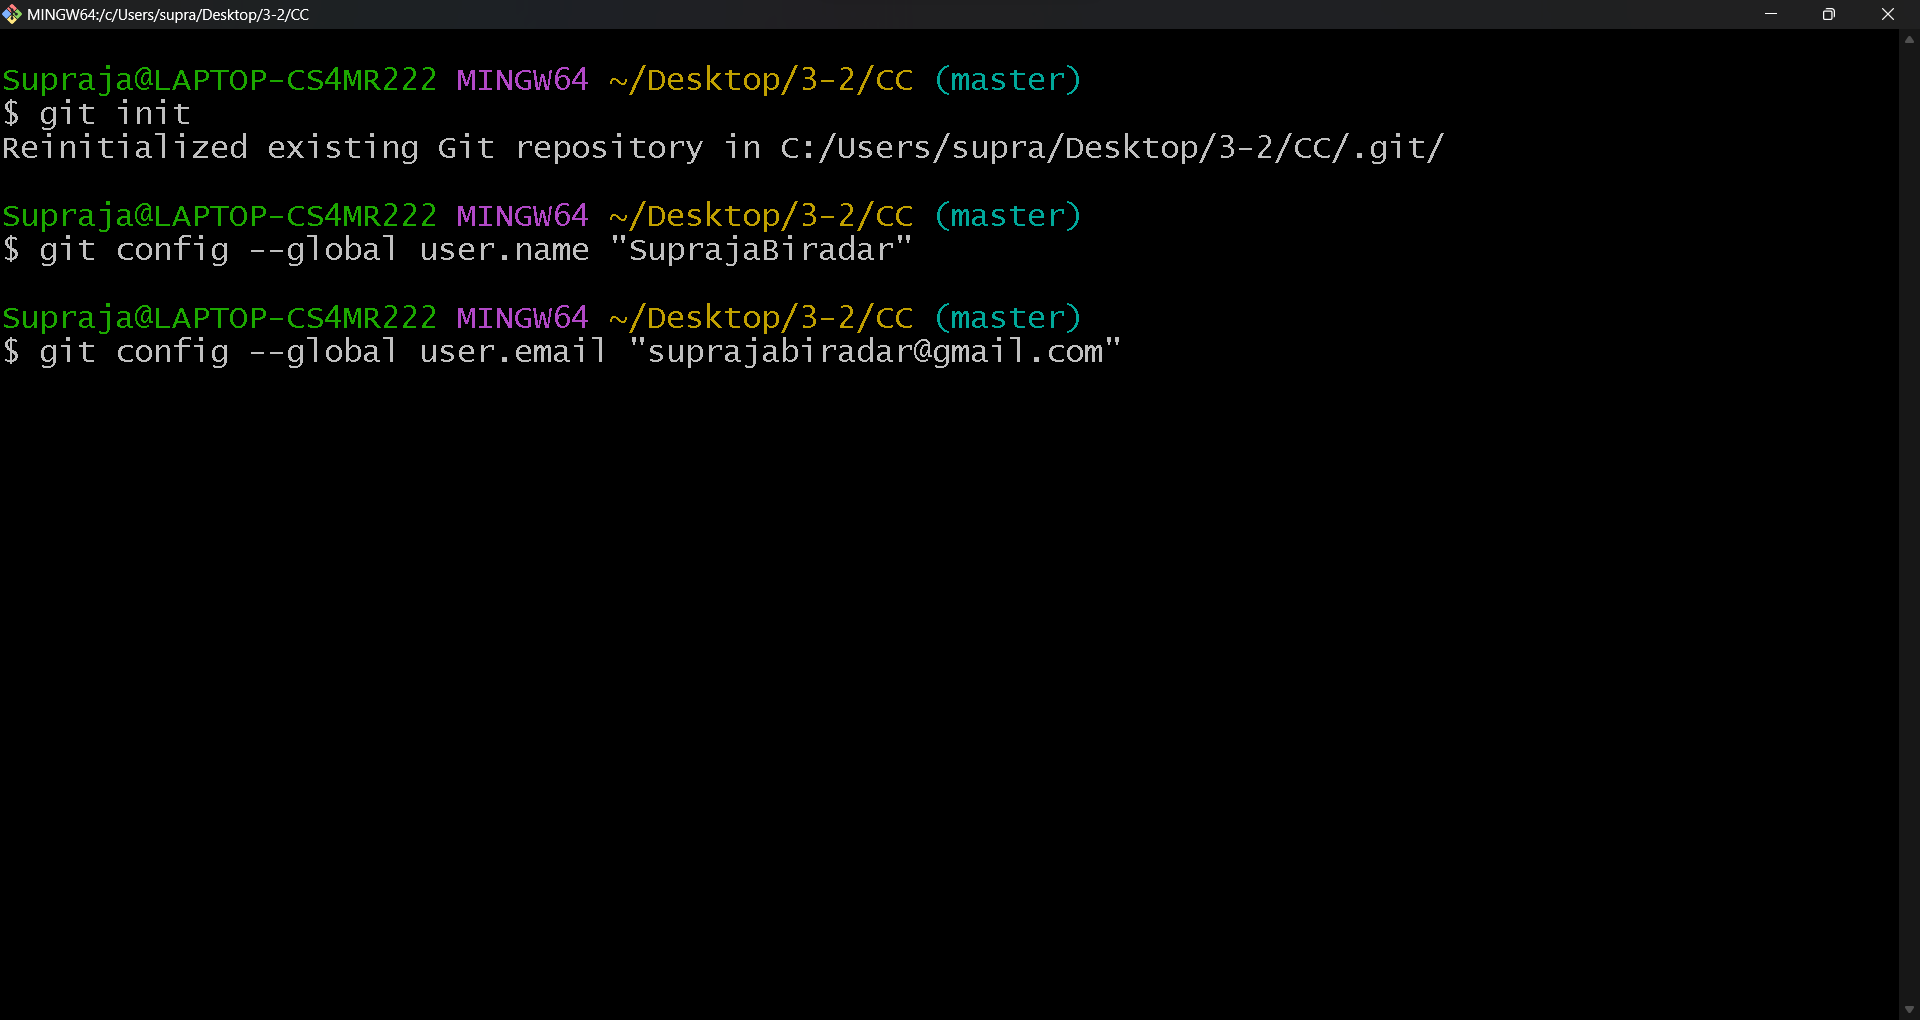 MINGW64:/c/Users/supra/Desktop/3-2/CC
Supraja@LAPTOP-CS4MR222 MINGW64 ~/Desktop/3-2/CC (master)
$ git init
Reinitialized existing Git repository in C:/Users/supra/Desktop/3-2/CC/.git/
Supraja@LAPTOP-CS4MR222 MINGW64 ~/Desktop/3-2/CC (master)
$ git config --global user.name "SuprajaBiradar"
Supraja@LAPTOP-CS4MR222 MINGW64 ~/Desktop/3-2/CC (master)
$ git config --global user.email "suprajabiradar@gmail.com"